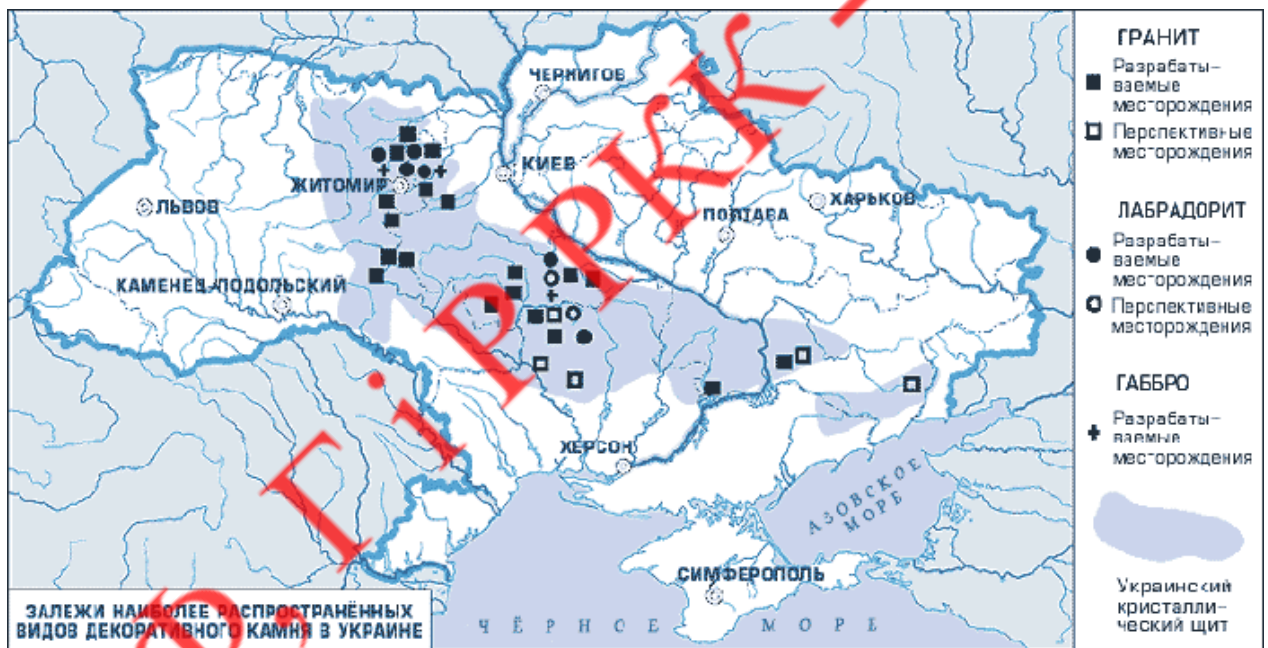 ЧЕРНИГОВ
КИЕВ
ЖИТОМИР
ЛЬВОВ
ПОЛТАВА
ХАРЬКОВ
КАМЕНЕЦ-ПОДОЛЬСКИЙ
ХЕРСОН
АЗОВСКОЕ
МОРЕ
СИМФЕРОПОЛЬ
ЧЁРНОЕ МОРЕ
ЗАЛЕЖИ НАИБОЛЕЕ РАСПРОСТРАНЁННЫХ
ВИДОВ ДЕКОРАТИВНОГО КАМНЯ В УКРАИНЕ
ГРАНИТ
Разрабаты-
ваемые
месторождения
Перспективные
месторождения
ЛАБРАДОРИТ
Разрабаты-
ваемые
месторождения
Перспективные
месторождения
ГАББРО
Разрабаты-
ваемые
месторождения
Украинский
кристалли-
ческий щит